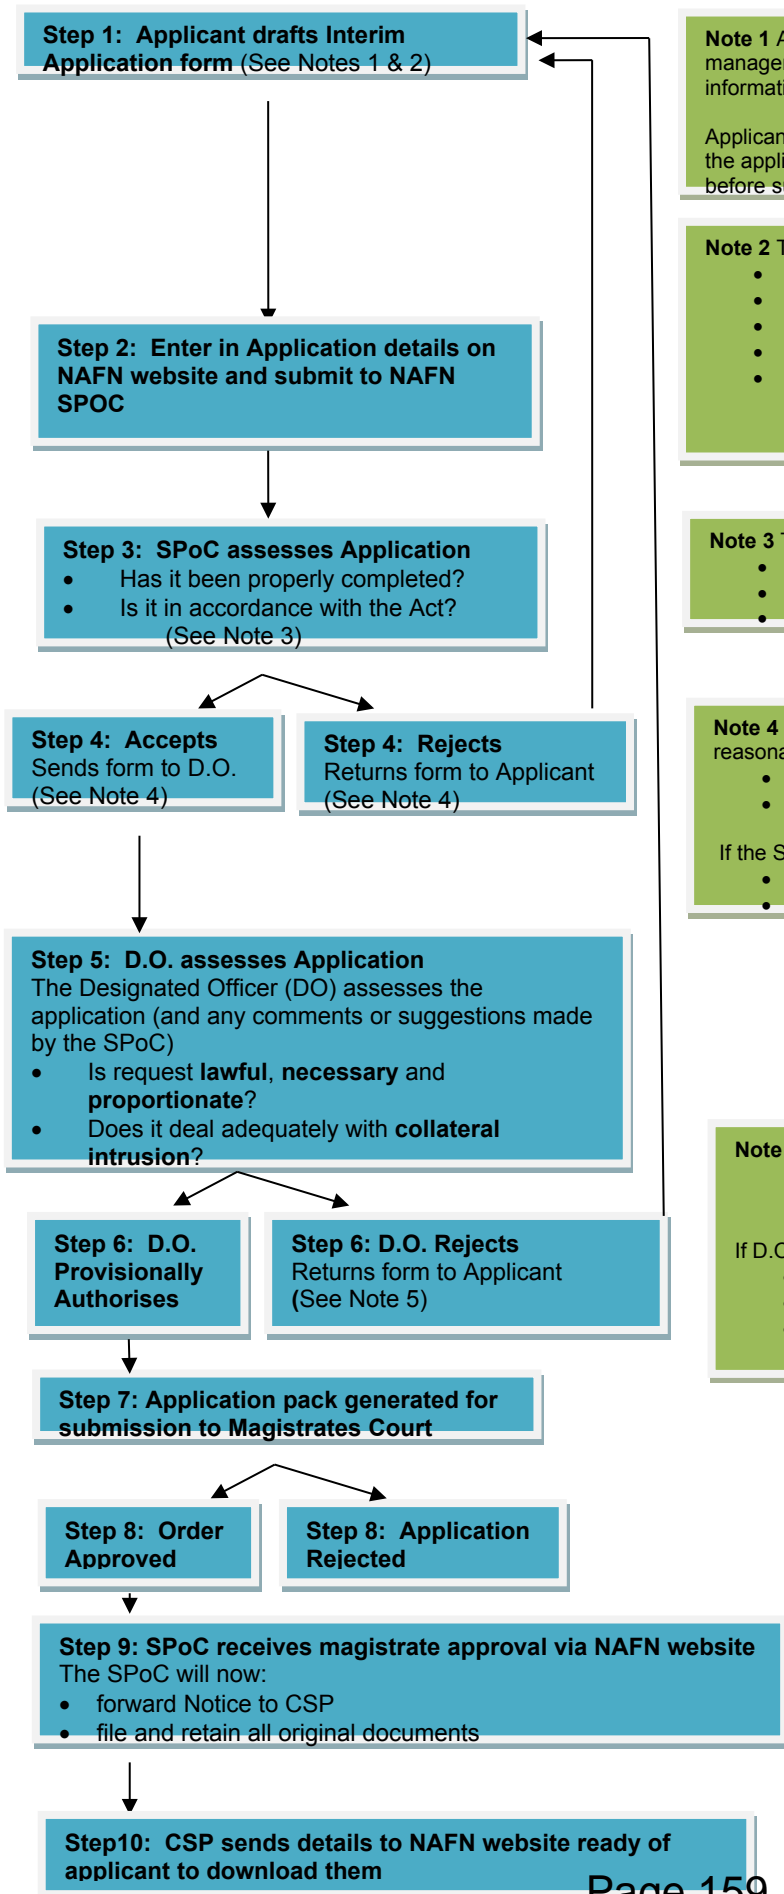 Step 1: Applicant drafts Interim
Application form (See Notes 1 & 2)
Step 2: Enter in Application details on
NAFN website and submit to NAFN
SPOC
Step 3: SPoC assesses Application
• Has it been properly completed?
• Is it in accordance with the Act?
(See Note 3)
Step 4: Accepts
Sends form to D.O.
(See Note 4)
Step 4: Rejects
Returns form to Applicant
(See Note 4)
Step 5: D.O. assesses Application
The Designated Officer (DO) assesses the
application (and any comments or suggestions made
by the SPoC)
• Is request lawful, necessary and
proportionate?
• Does it deal adequately with collateral
intrusion?
Step 6: D.O.
Provisionally
Authorises
Step 6: D.O. Rejects
Returns form to Applicant
(See Note 5)
Step 7: Application pack generated for
submission to Magistrates Court
Step 8: Order
Approved
Step 8: Application
Rejected
Step 9: SPoC receives magistrate approval via NAFN website
The SPoC will now:
• forward Notice to CSP
• file and retain all original documents
Step10: CSP sends details to NAFN website ready of
applicant to download them
Note 1 A
manager
informati
Applican
the appli
before su
Note 2 T
Note 3 T
Note 4
reasona
If the S
Note
If D.O
Page 159